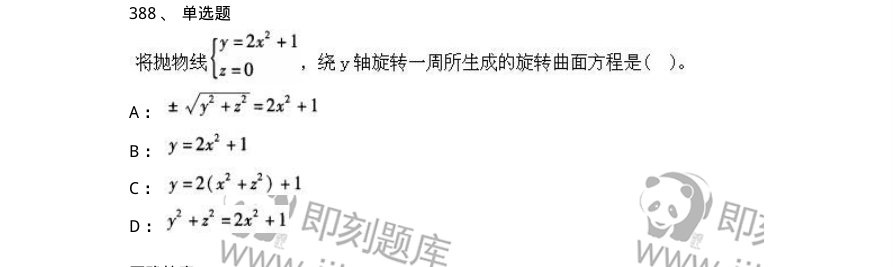 388 、 单选题
将抛物线{y=2x²+1
z=0 ，绕 y 轴旋转一周所生成的旋转曲面方程是( )。
A： ± √y²+z² =2x²+1
B： y=2x²+1
C： y=2(x²+z²)+1
D： y²+z²=2x²+1
即刻题库
即刻